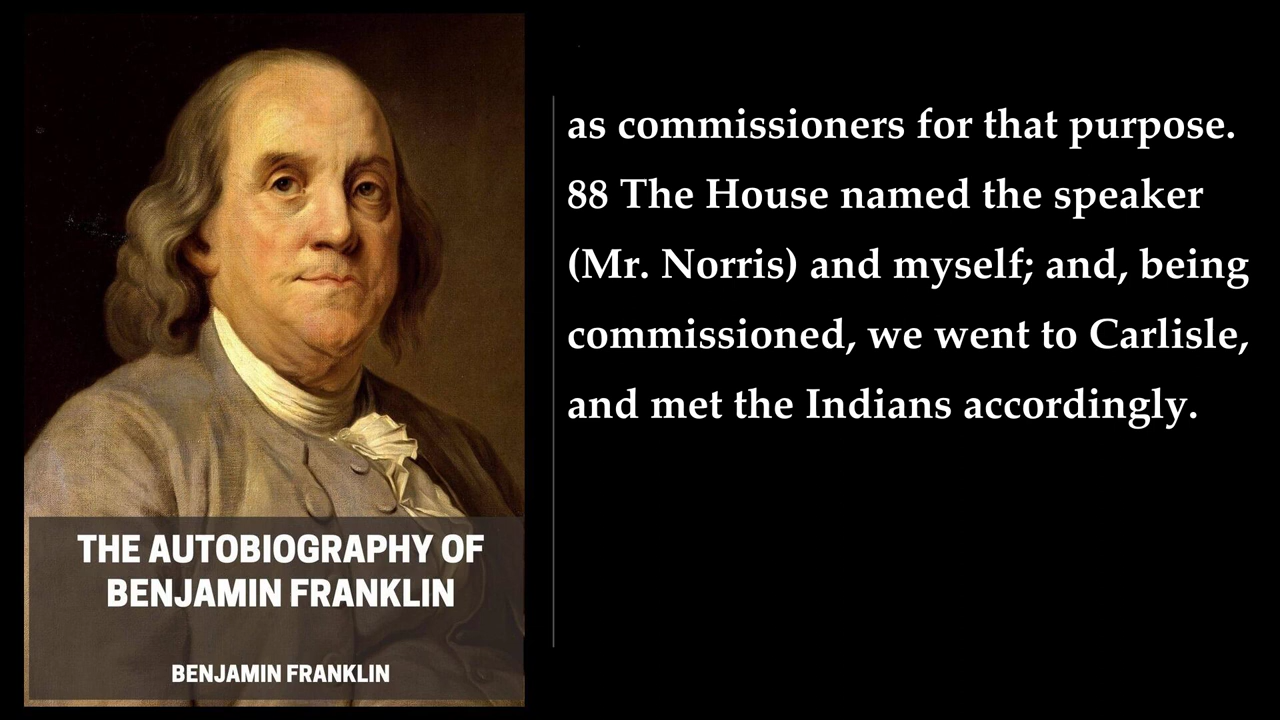 THE AUTOBIOGRAPHY OF
BENJAMIN FRANKLIN
BENJAMIN FRANKLIN
as commissioners for that purpose.
88 The House named the speaker
(Mr. Norris) and myself; and, being
commissioned, we went to Carlisle,
and met the Indians accordingly.